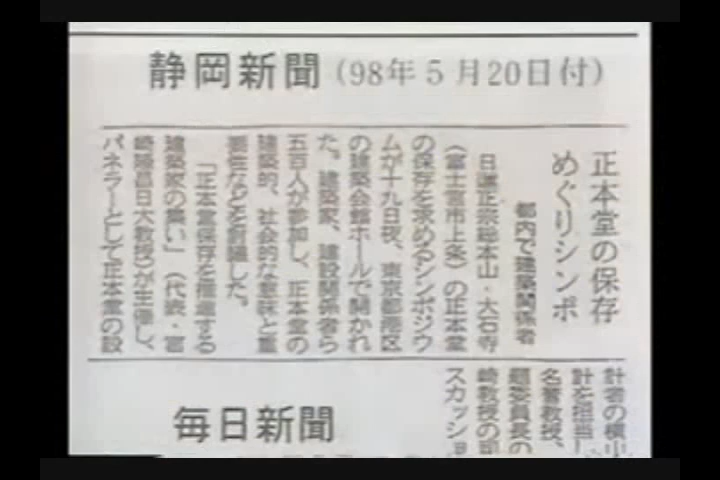 静岡新聞（98年5月20日付）
正本堂の保存
めぐりシンポ
都内で建築関係者
日蓮正宗総本山・大石寺
（富士宮市上条）の正本堂
の保存を求めるシンポジウ
ムが十九日夜、東京都港区
の建築会館ホールで開かれ
た。建築家、建設関係者ら
五百人が参加し、正本堂の
建築的、社会的な意味と重
要性などを討議した。
「正本堂保存を推進する
建築家の集い」（代表・宮
崎隆昌日大教授）が主催し、
パネラーとして正本堂の設
計者の横
計を担当し
名誉教授、
題委員長の
崎教授の司
スカッショ
毎日新聞